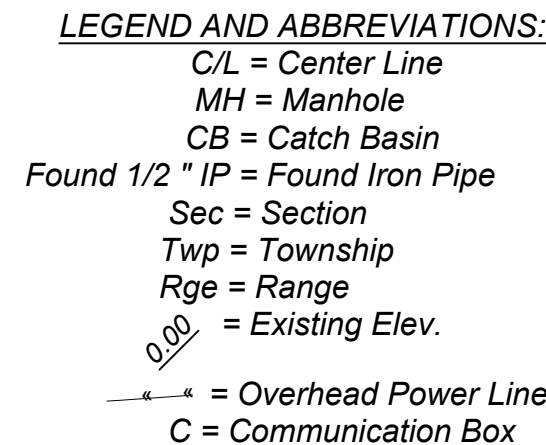 LEGEND AND ABBREVIATIONS:
C/L = Center Line
MH = Manhole
CB = Catch Basin
Found 1/2 " IP = Found Iron Pipe
Sec = Section
Twp = Township
Rge = Range
0.00 = Existing Elev.
« « = Overhead Power Line
C = Communication Box